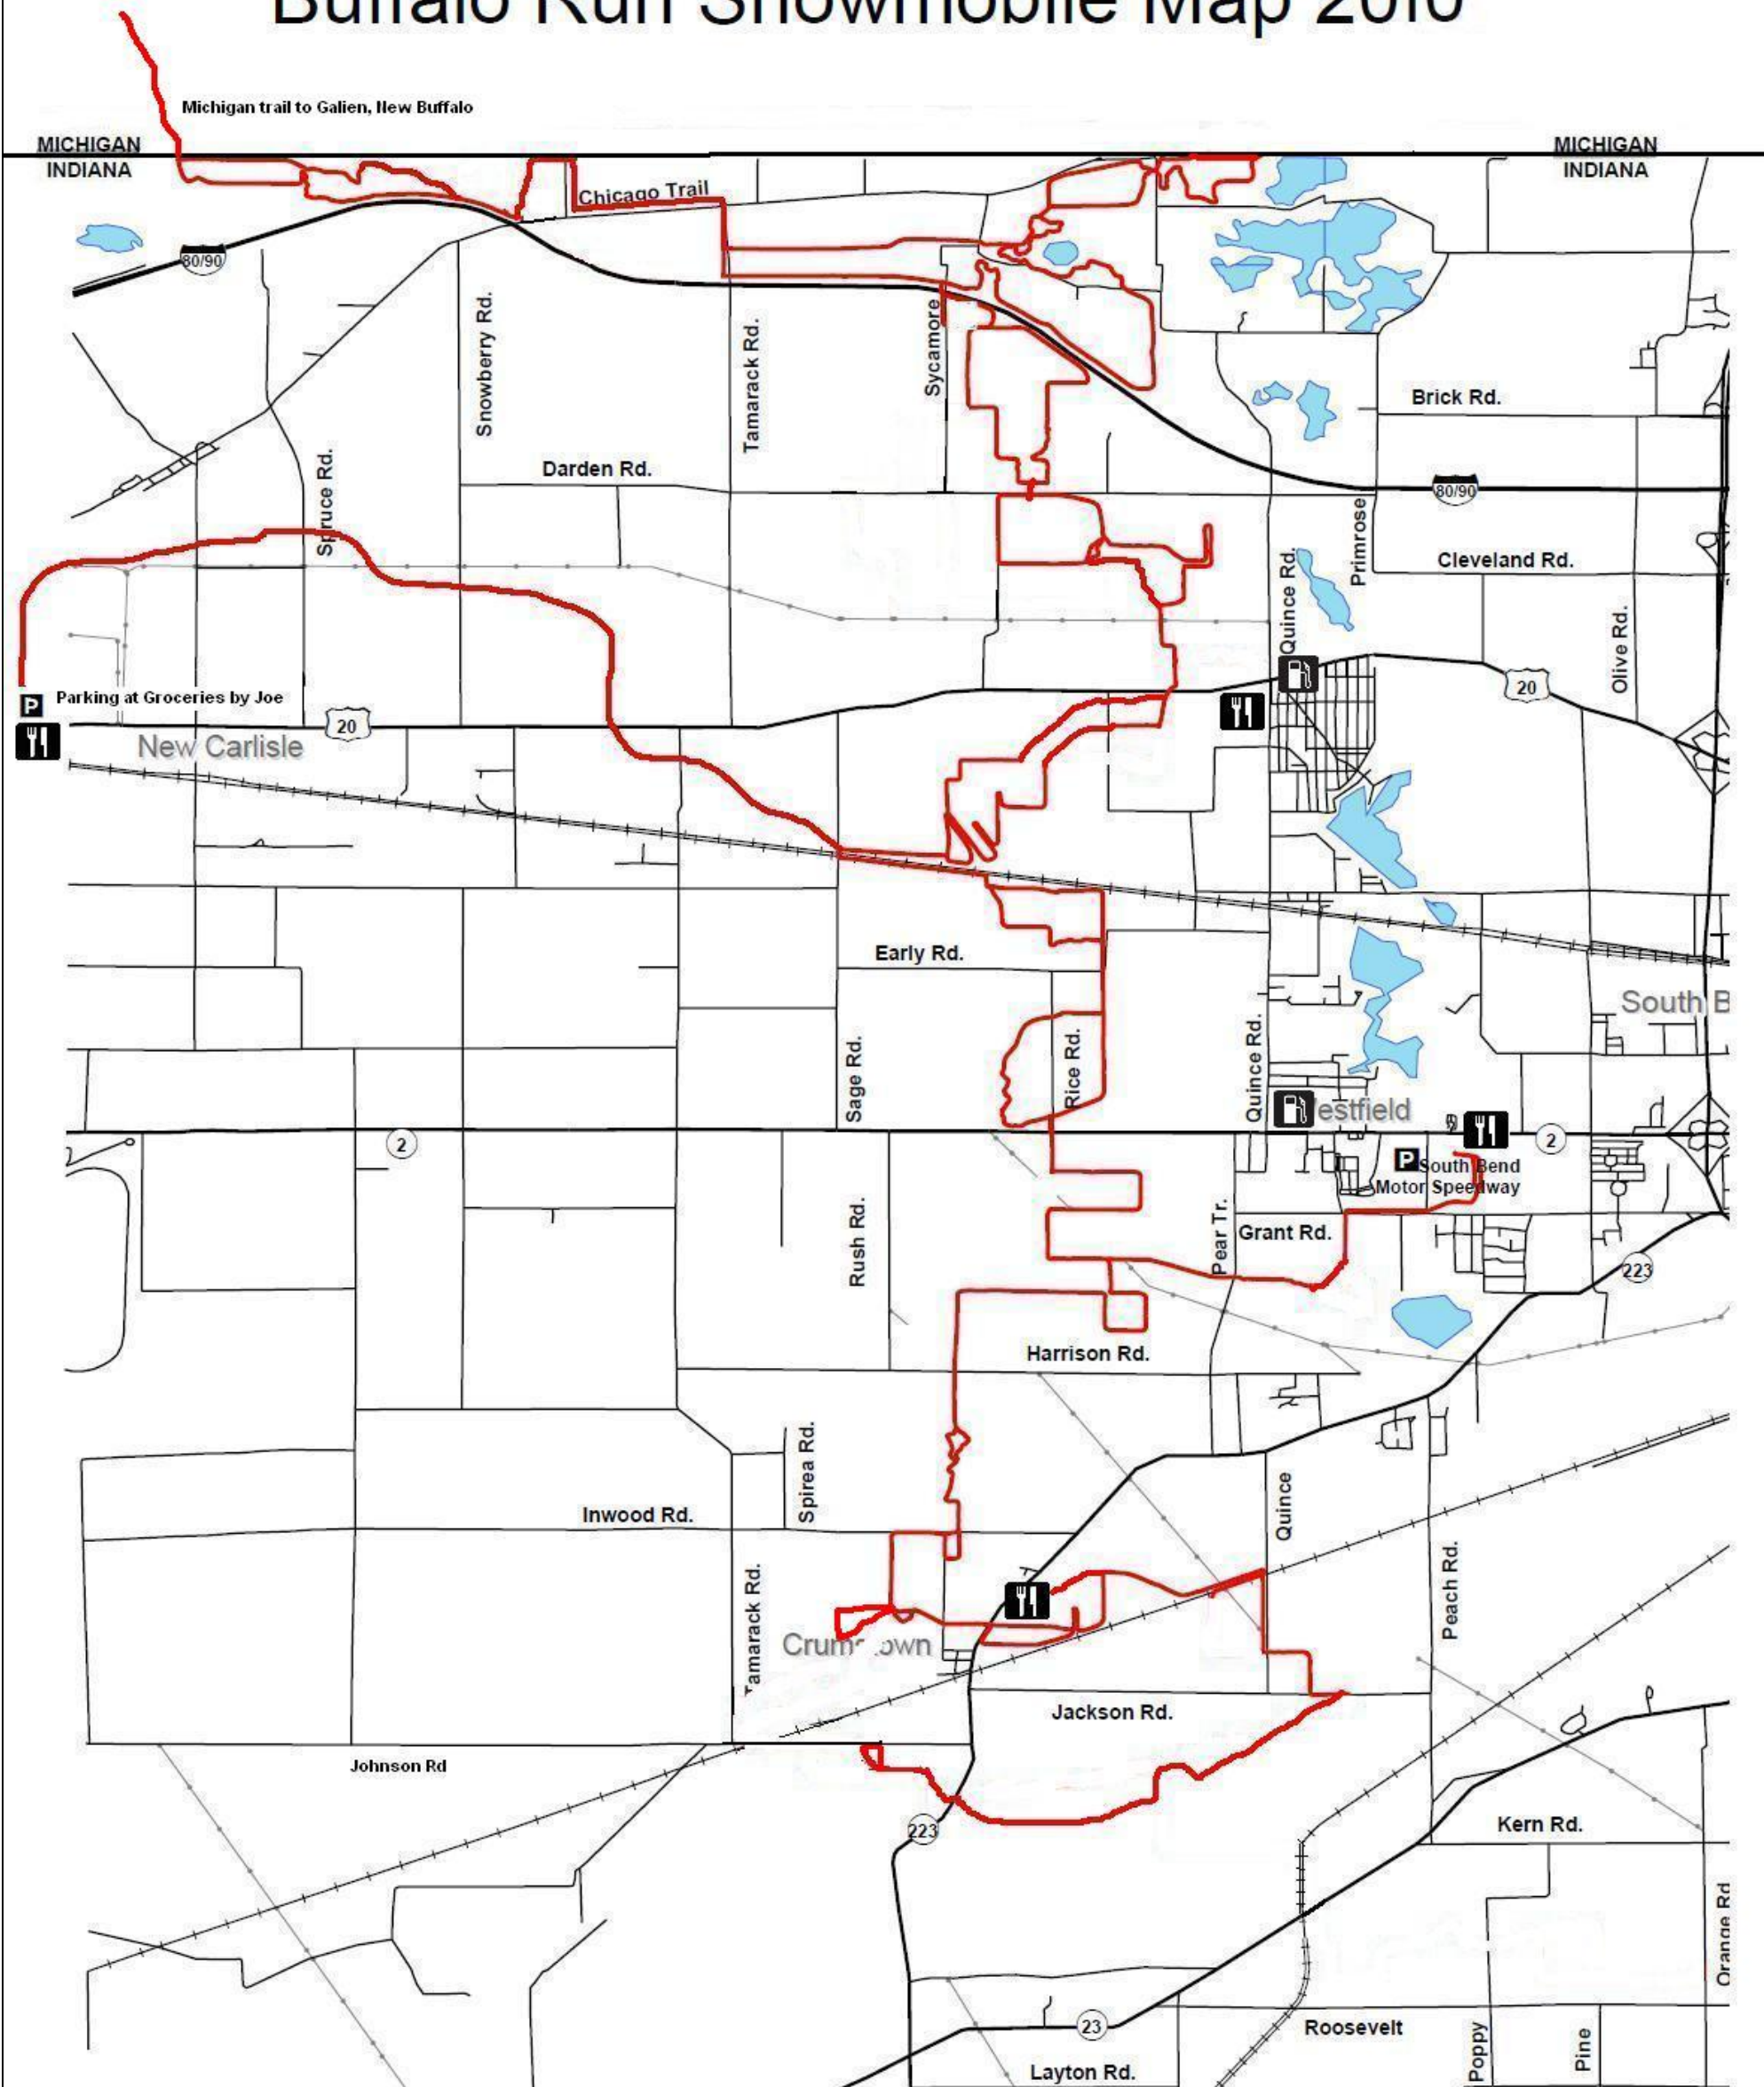 Buffalo Run Snowmobile Map 2010
Michigan trail to Galien, New Buffalo
MICHIGAN
INDIANA
MICHIGAN
INDIANA
Chicago Trail
80/90
Snowberry Rd.
Tamarack Rd.
Sycamore
Brick Rd.
Spruce Rd.
Darden Rd.
80/90
Primrose
Cleveland Rd.
Quince Rd.
Olive Rd.
P
Parking at Groceries by Joe
20
20
New Carlisle
Early Rd.
South B
Sage Rd.
Rice Rd.
Quince Rd.
estfield
2
2
P
South Bend
Motor Speedway
Rush Rd.
Pear Tr.
Grant Rd.
223
Harrison Rd.
Spirea Rd.
Inwood Rd.
Quince
Tamarack Rd.
Peach Rd.
Jackson Rd.
Johnson Rd
223
Kern Rd.
Orange Rd
23
Roosevelt
Poppy
Pine
Layton Rd.